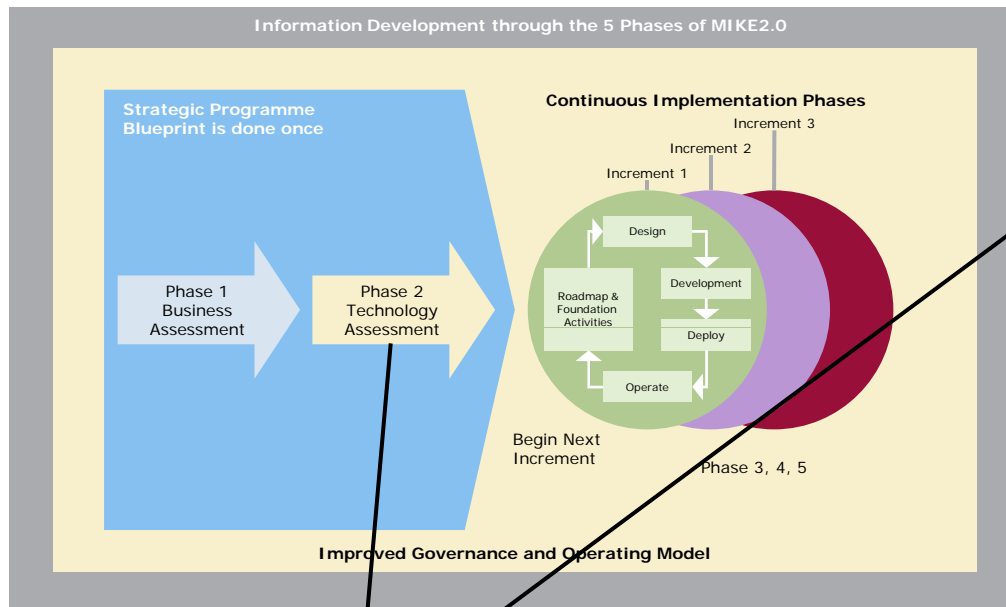 Information Development through the 5 Phases of MIKE2.0
Strategic Programme
Blueprint is done once
Continuous Implementation Phases
Increment 3
Increment 2
Increment 1
Phase 1
Business
Assessment
Phase 2
Technology
Assessment
Design
Development
Roadmap &
Foundation
Activities
Deploy
Operate
Begin Next
Increment
Phase 3, 4, 5
Improved Governance and Operating Model